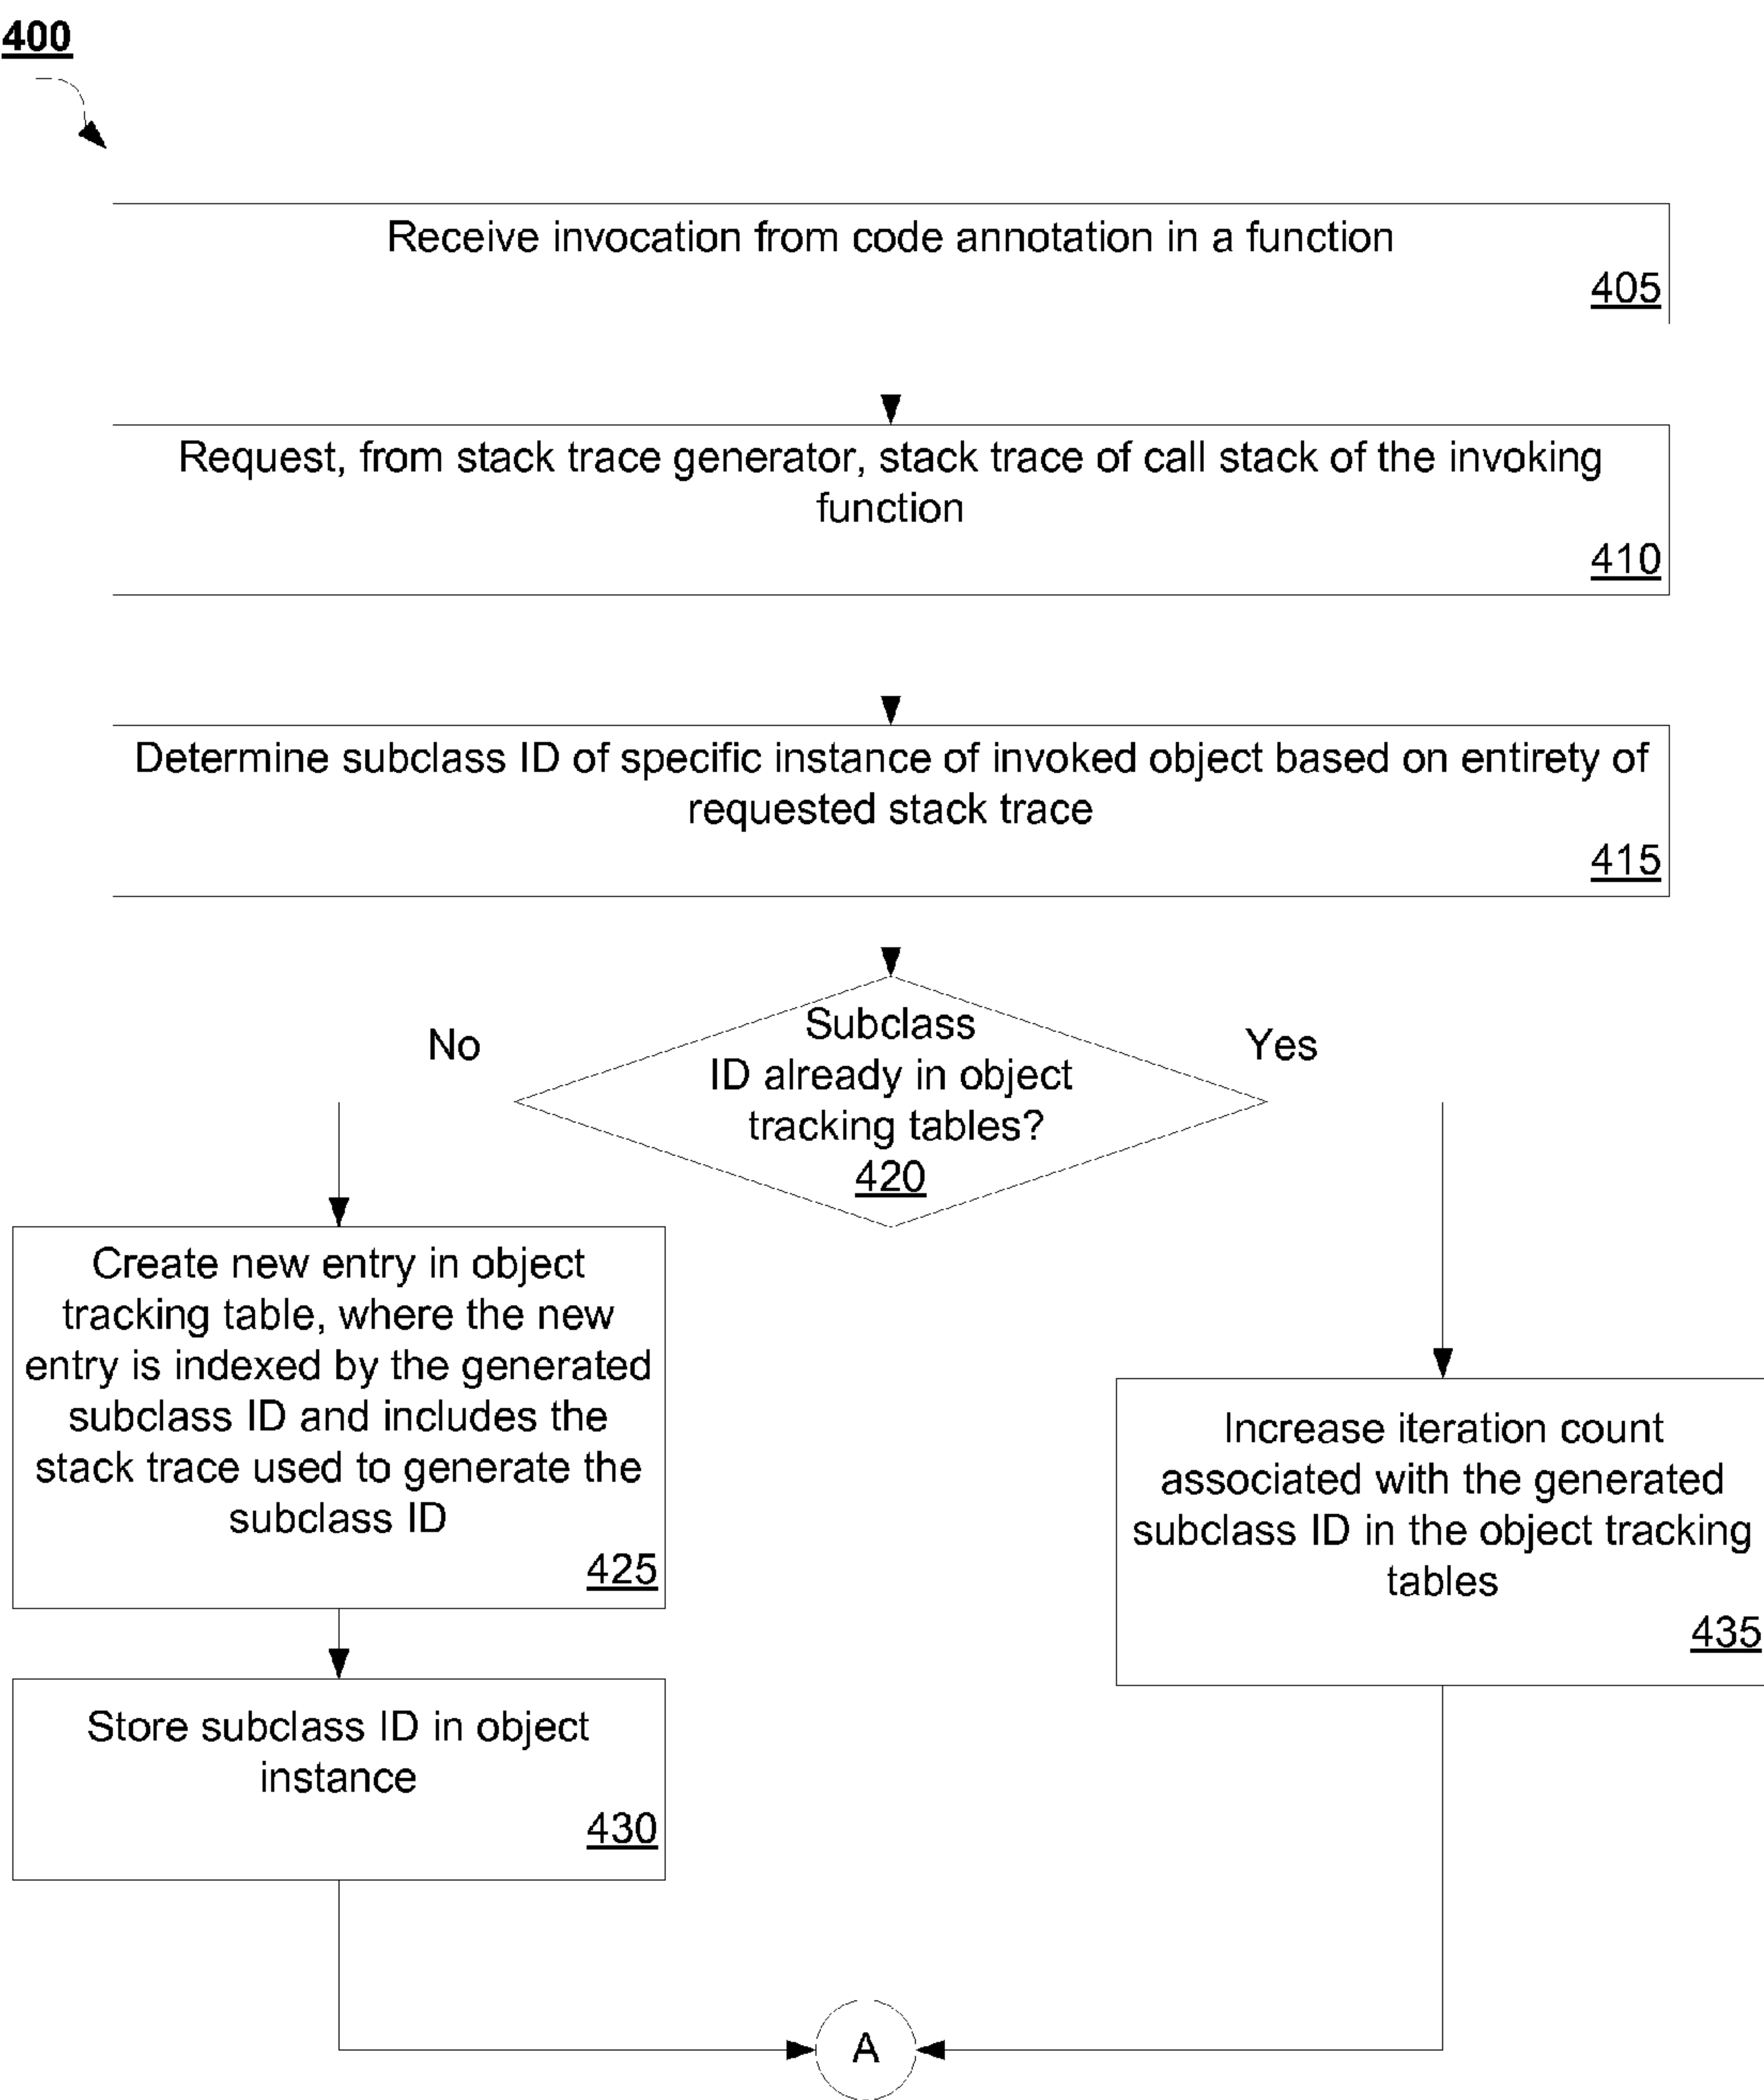 400
Receive invocation from code annotation in a function
405
Request, from stack trace generator, stack trace of call stack of the invoking
function
410
Determine subclass ID of specific instance of invoked object based on entirety of
requested stack trace
415
Subclass
ID already in object
tracking tables?
420
No
Yes
Create new entry in object
tracking table, where the new
entry is indexed by the generated
subclass ID and includes the
stack trace used to generate the
subclass ID
425
Increase iteration count
associated with the generated
subclass ID in the object tracking
tables
435
Store subclass ID in object
instance
430
A